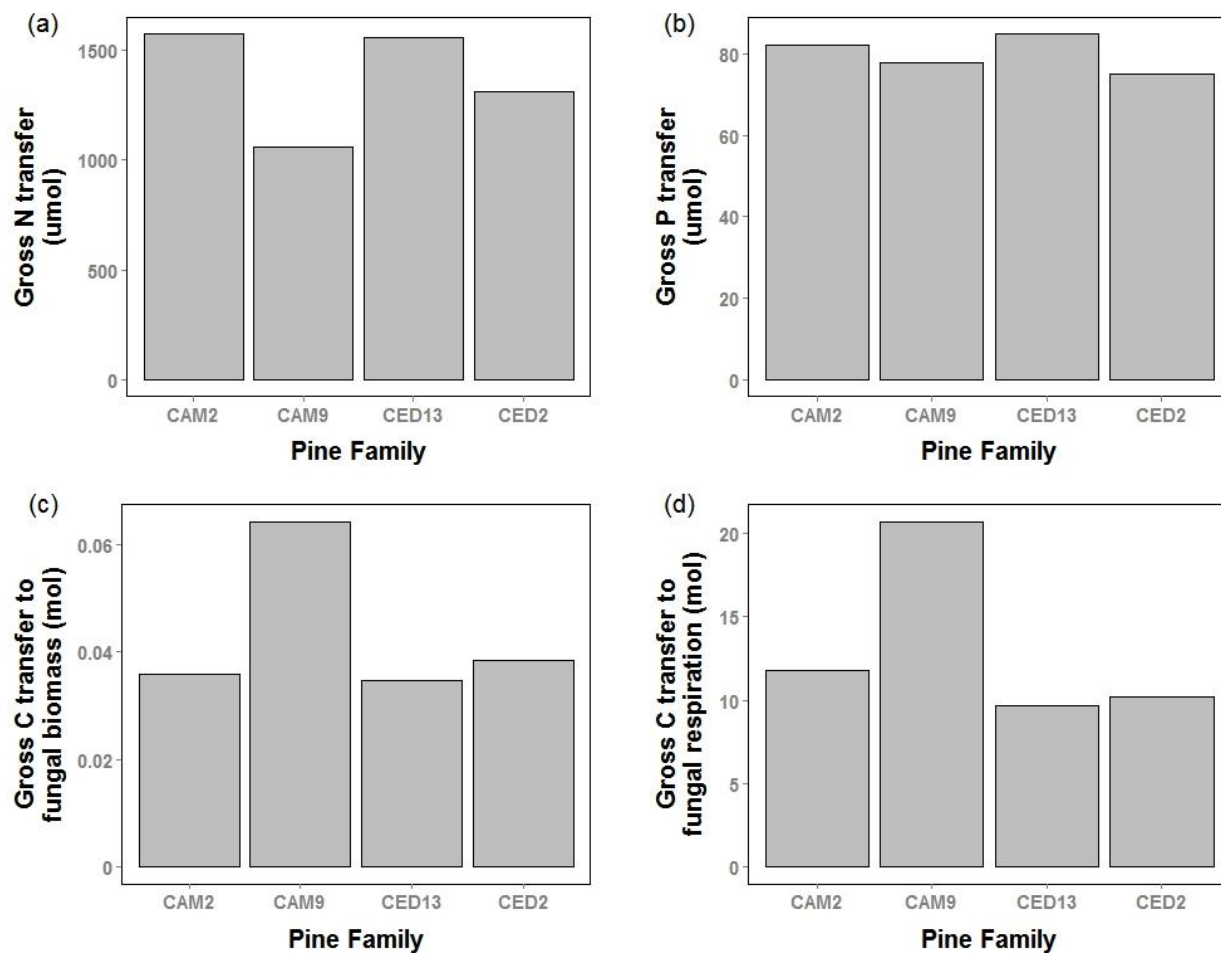 (a)
Gross N transfer
(umol)
1500
1000
500
0
CAM2 CAM9 CED13 CED2
Pine Family
(b)
Gross P transfer
(umol)
80
60
40
20
0
CAM2 CAM9 CED13 CED2
Pine Family
(c)
Gross C transfer to
fungal biomass (mol)
0.06
0.04
0.02
0
CAM2 CAM9 CED13 CED2
Pine Family
(d)
Gross C transfer to
fungal respiration (mol)
20
15
10
5
0
CAM2 CAM9 CED13 CED2
Pine Family